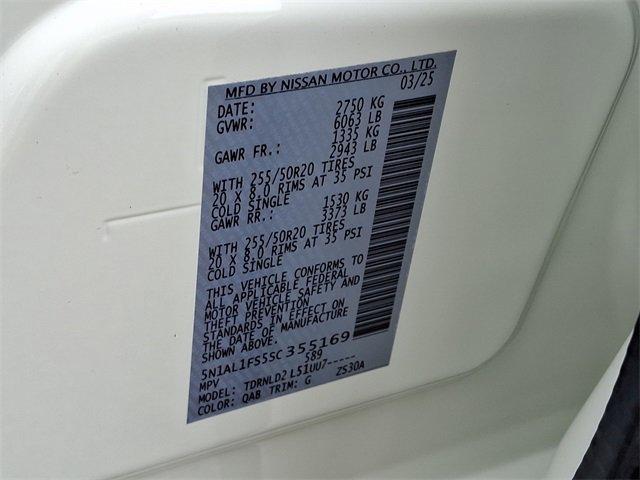 MFD BY NISSAN MOTOR CO., LTD.
DATE: 03/25
GVWR: 2750 KG
6063 LB
GAWR FR.: 1335 KG
2943 LB
WITH 255/50R20 TIRES
20 X 8.0 RIMS AT 35 PSI
COLD SINGLE
GAWR RR.: 1530 KG
3373 LB
WITH 255/50R20 TIRES
20 X 8.0 RIMS AT 35 PSI
COLD SINGLE
THIS VEHICLE CONFORMS TO
ALL APPLICABLE FEDERAL
MOTOR VEHICLE SAFETY AND
THEFT PREVENTION
STANDARDS IN EFFECT ON
THE DATE OF MANUFACTURE
SHOWN ABOVE.
5N1AL1FS5SC355169
MPV 589
MODEL: TDRNLD2 L51UU7-----
COLOR: QAB TRIM: G ZS30A